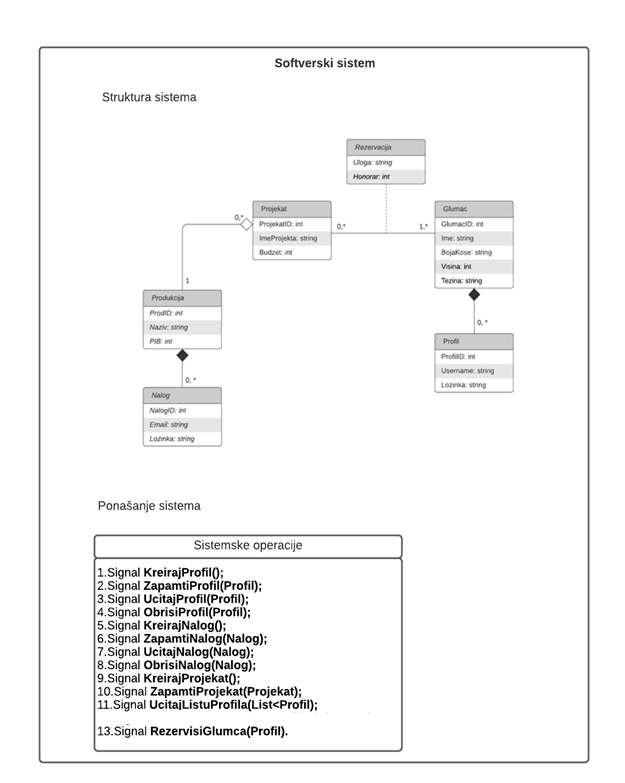 Softverski sistem
Struktura sistema
Rezervacija
Uloga: string
Honorar: int
Projekat
ProjekatID: int
ImeProjekta: string
Budzet: int
0,*
1,*
Glumac
GlumacID: int
Ime: string
BojaKose: string
Visina: int
Tezina: string
0,*
1
Produkcija
ProdID: int
Naziv: string
PIB: int
0, *
Profil
ProfilID: int
Username: string
Lozinka: string
0, *
Nalog
NalogID: int
Email: string
Lozinka: string
Ponašanje sistema
Sistemske operacije
1.Signal KreirajProfil();
2.Signal ZapamtiProfil(Profil);
3.Signal UcitajProfil(Profil);
4.Signal ObrisiProfil(Profil);
5.Signal KreirajNalog();
6.Signal ZapamtiNalog(Nalog);
7.Signal UcitajNalog(Nalog);
8.Signal ObrisiNalog(Nalog);
9.Signal KreirajProjekat();
10.Signal ZapamtiProjekat(Projekat);
11.Signal UcitajListuProfila(List<Profil);
13.Signal RezervisiGlumca(Profil).